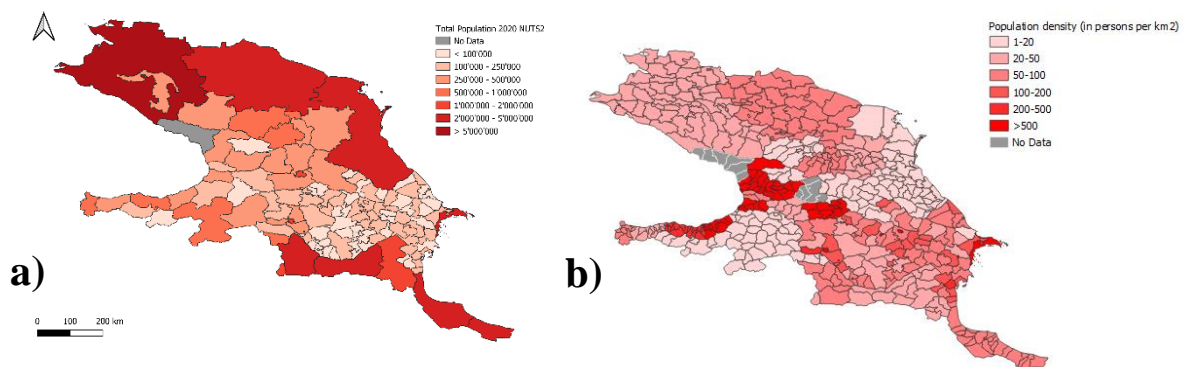 Total Population 2020 NUTS2
No Data
< 100'000
100'000 - 250'000
250'000 - 500'000
500'000 - 1'000'000
1'000'000 - 2'000'000
2'000'000 - 5'000'000
> 5'000'000
a)
0 100 200 km
Population density (in persons per km2)
1-20
20-50
50-100
100-200
200-500
>500
No Data
b)